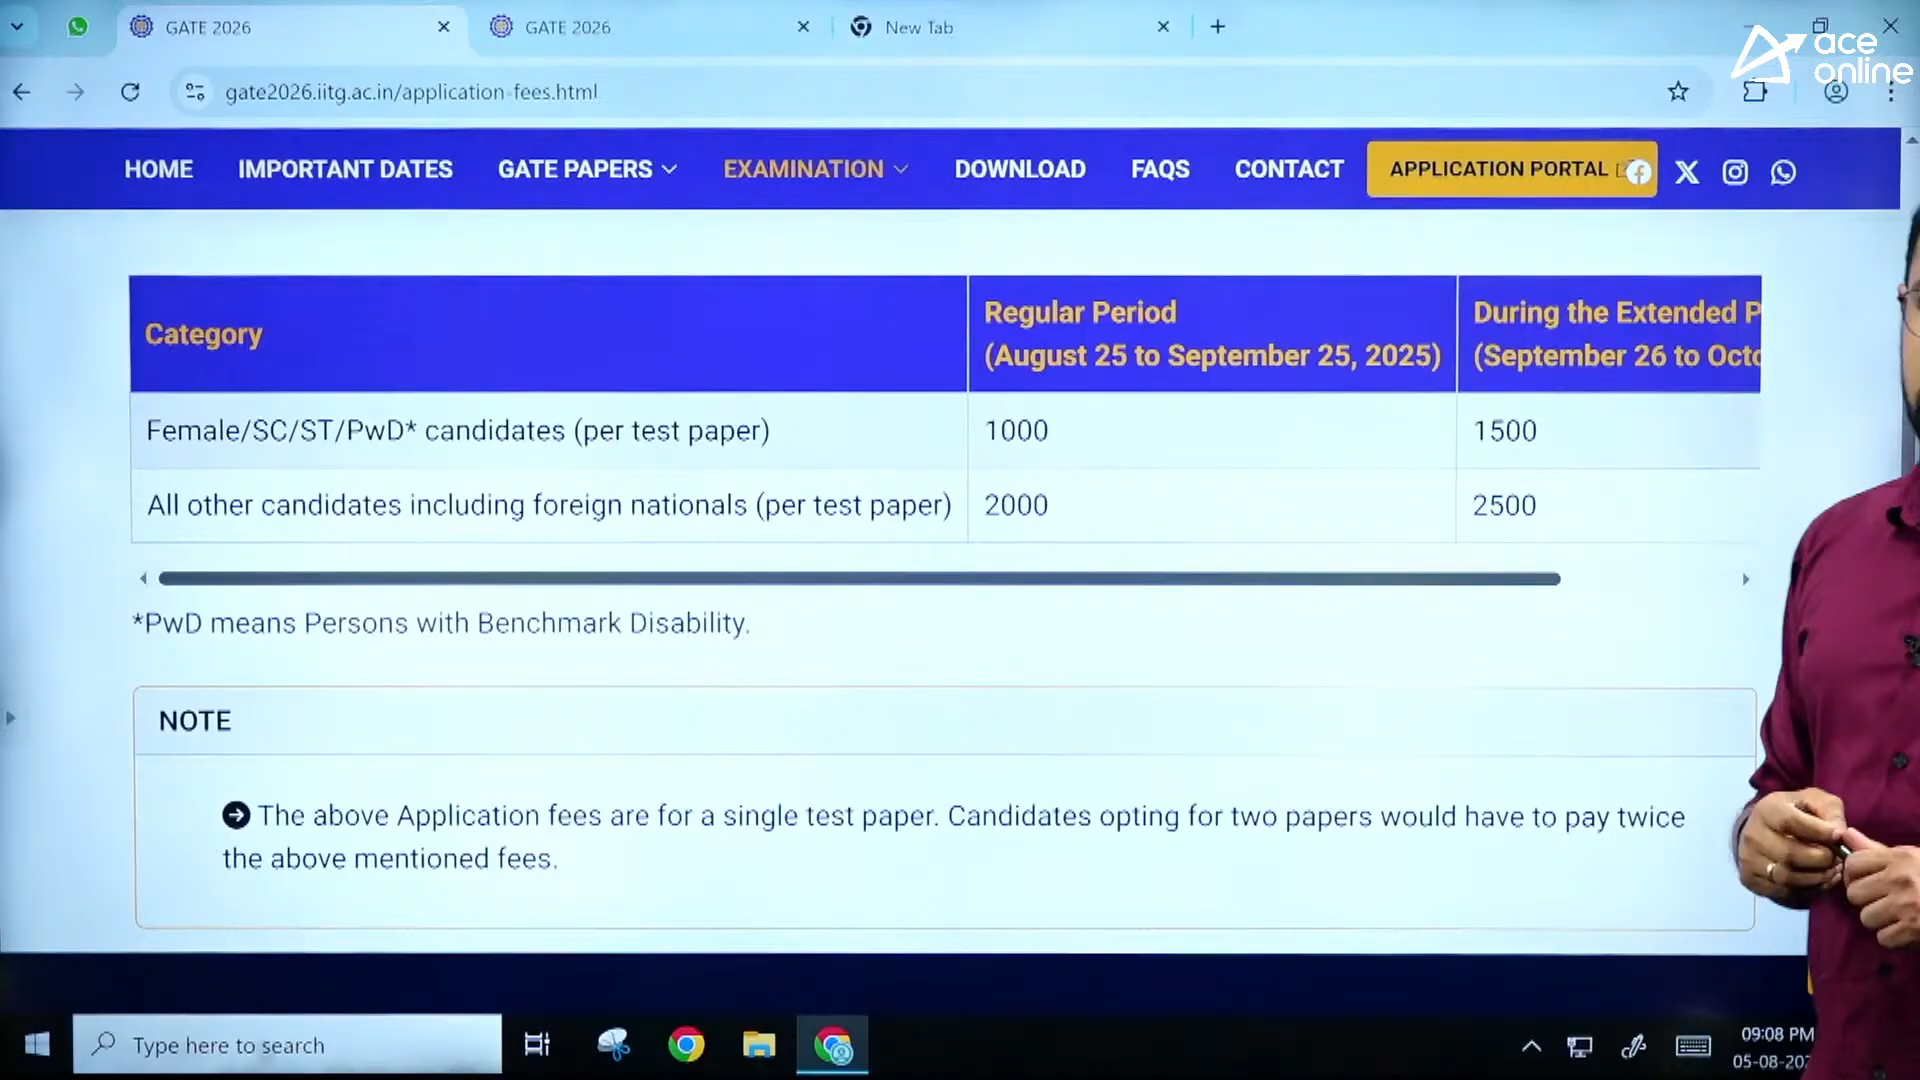 GATE 2026
GATE 2026
New Tab
ace
online
gate2026.iitg.ac.in/application-fees.html
HOME IMPORTANT DATES GATE PAPERS EXAMINATION DOWNLOAD FAQS CONTACT APPLICATION PORTAL
Category
Regular Period
(August 25 to September 25, 2025)
During the Extended P
(September 26 to Octo
Female/SC/ST/PwD* candidates (per test paper) 1000 1500
All other candidates including foreign nationals (per test paper) 2000 2500
*PwD means Persons with Benchmark Disability.
NOTE
The above Application fees are for a single test paper. Candidates opting for two papers would have to pay twice
the above mentioned fees.
Type here to search
09:08 PM
05-08-20